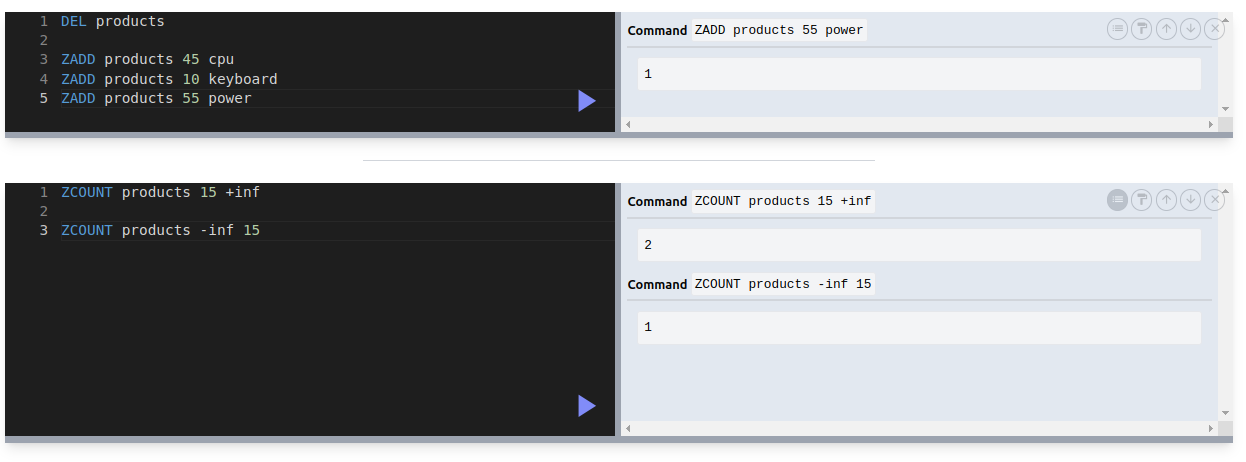 1 DEL products
2
3 ZADD products 45 cpu
4 ZADD products 10 keyboard
5 ZADD products 55 power
Command ZADD products 55 power
1
1 ZCOUNT products 15 +inf
2
3 ZCOUNT products -inf 15
Command ZCOUNT products 15 +inf
2
Command ZCOUNT products -inf 15
1